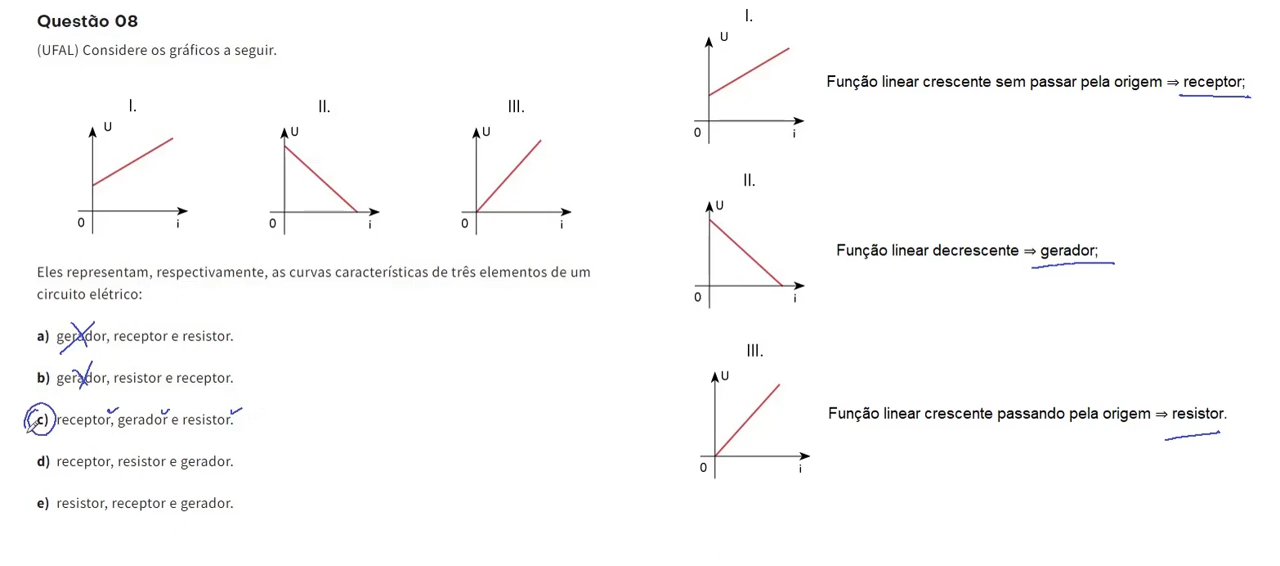 Questão 08
(UFAL) Considere os gráficos a seguir.
I.
U
0
i
II.
U
0
i
III.
U
0
i
Eles representam, respectivamente, as curvas características de três elementos de um
circuito elétrico:
a) gerador, receptor e resistor.
b) gerador, resistor e receptor.
c) receptor, gerador e resistor.
d) receptor, resistor e gerador.
e) resistor, receptor e gerador.
I.
U
0
i
Função linear crescente sem passar pela origem ⇒ receptor;
II.
U
0
i
Função linear decrescente ⇒ gerador;
III.
U
0
i
Função linear crescente passando pela origem ⇒ resistor.